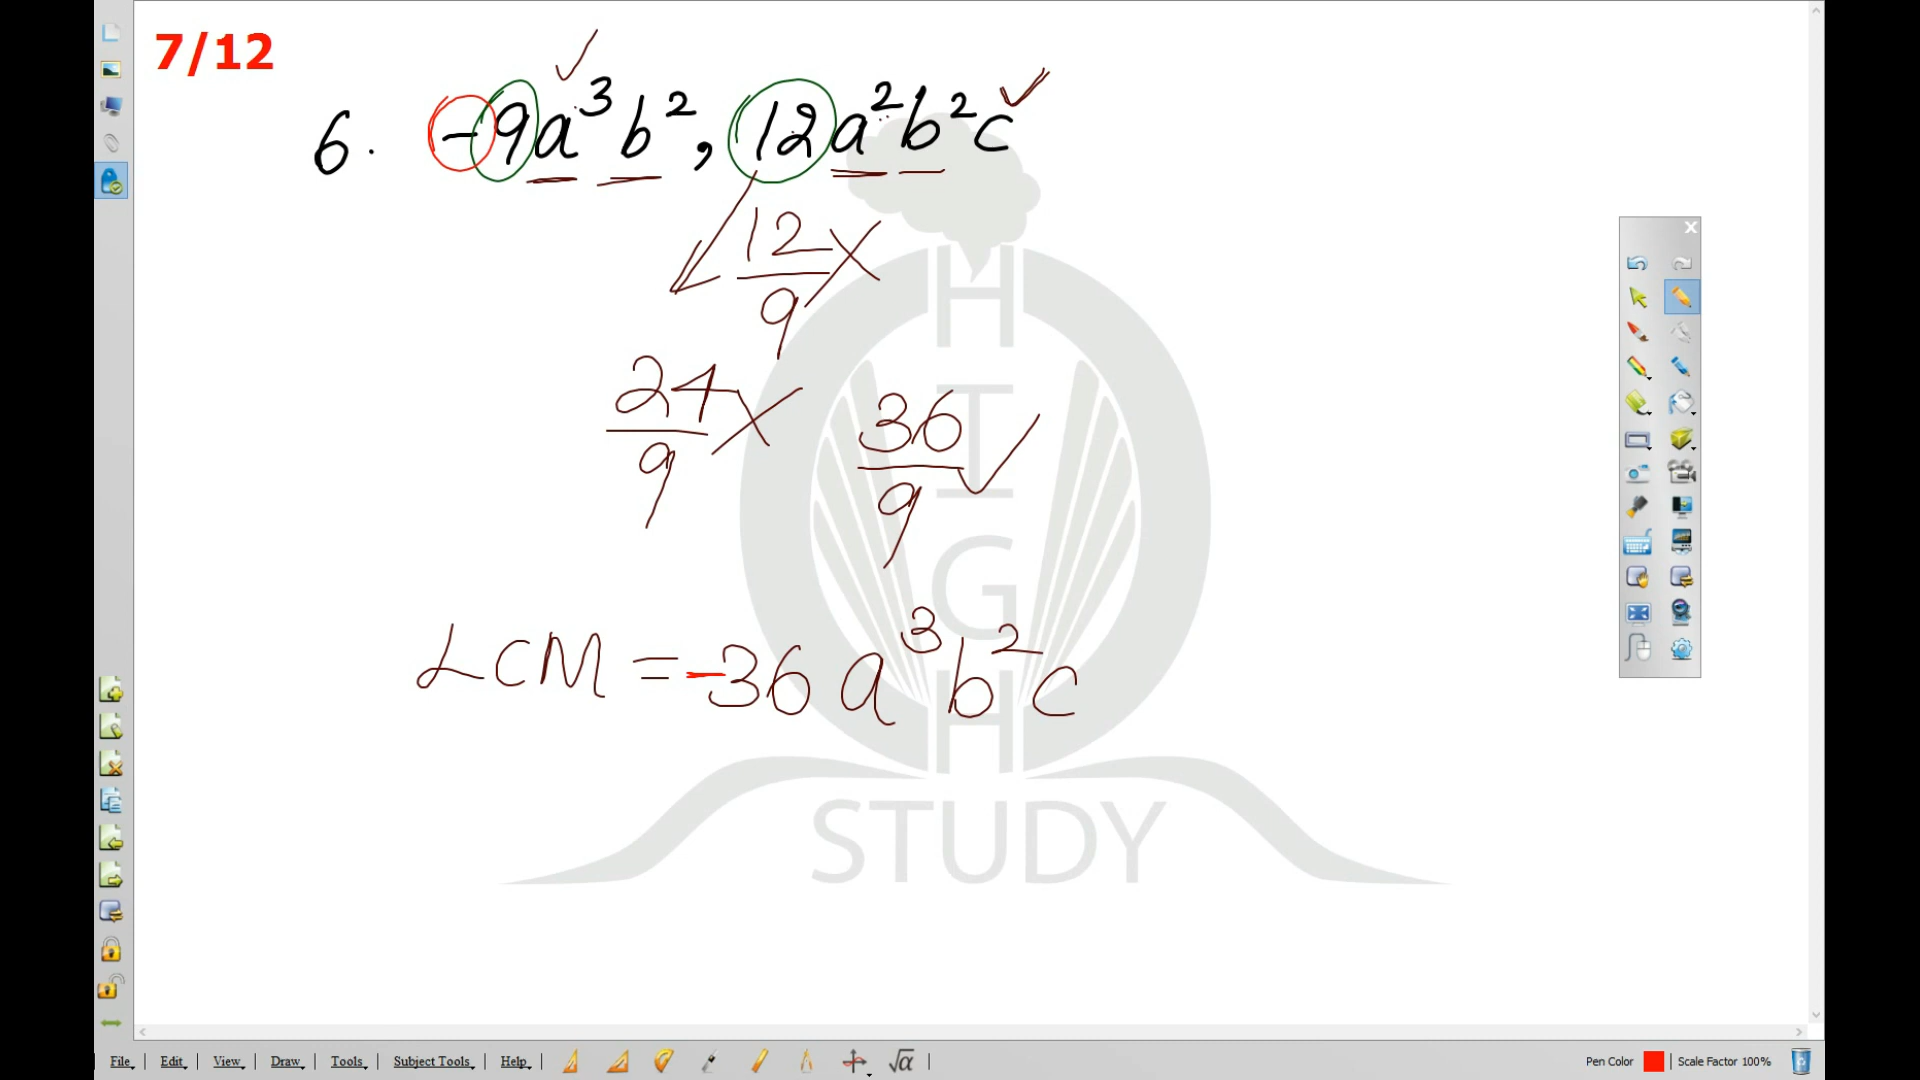 7/12
6. -9a³b², 12a²b²c
12/9
24/9 36/9
LCM = -36a³b²c
HIGH
STUDY
File Edit View Draw Tools Subject Tools Help √α Pen Color Scale Factor 100%